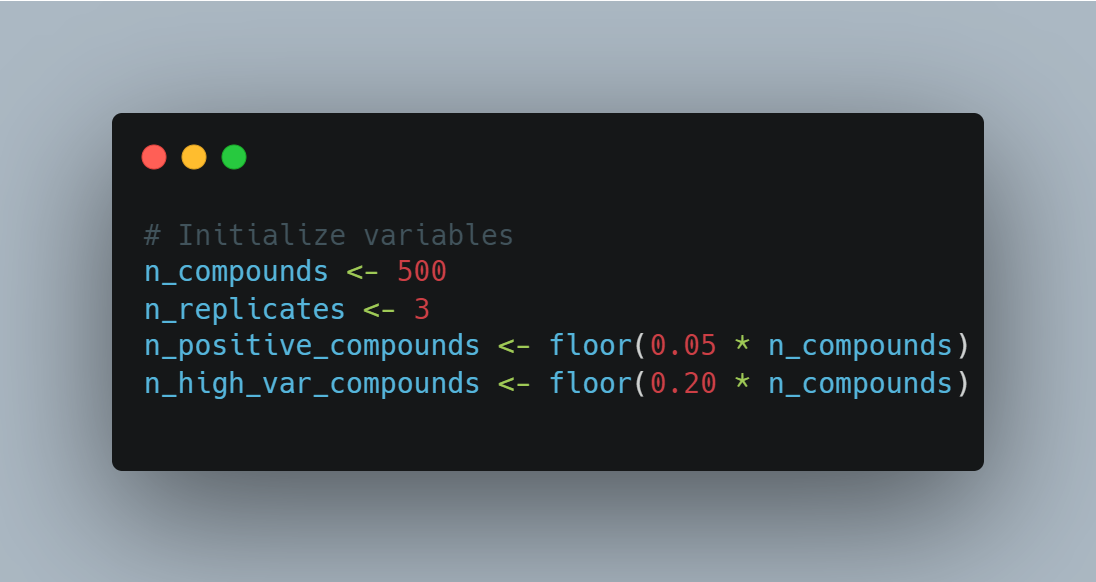 # Initialize variables
n_compounds <- 500
n_replicates <- 3
n_positive_compounds <- floor(0.05 * n_compounds)
n_high_var_compounds <- floor(0.20 * n_compounds)